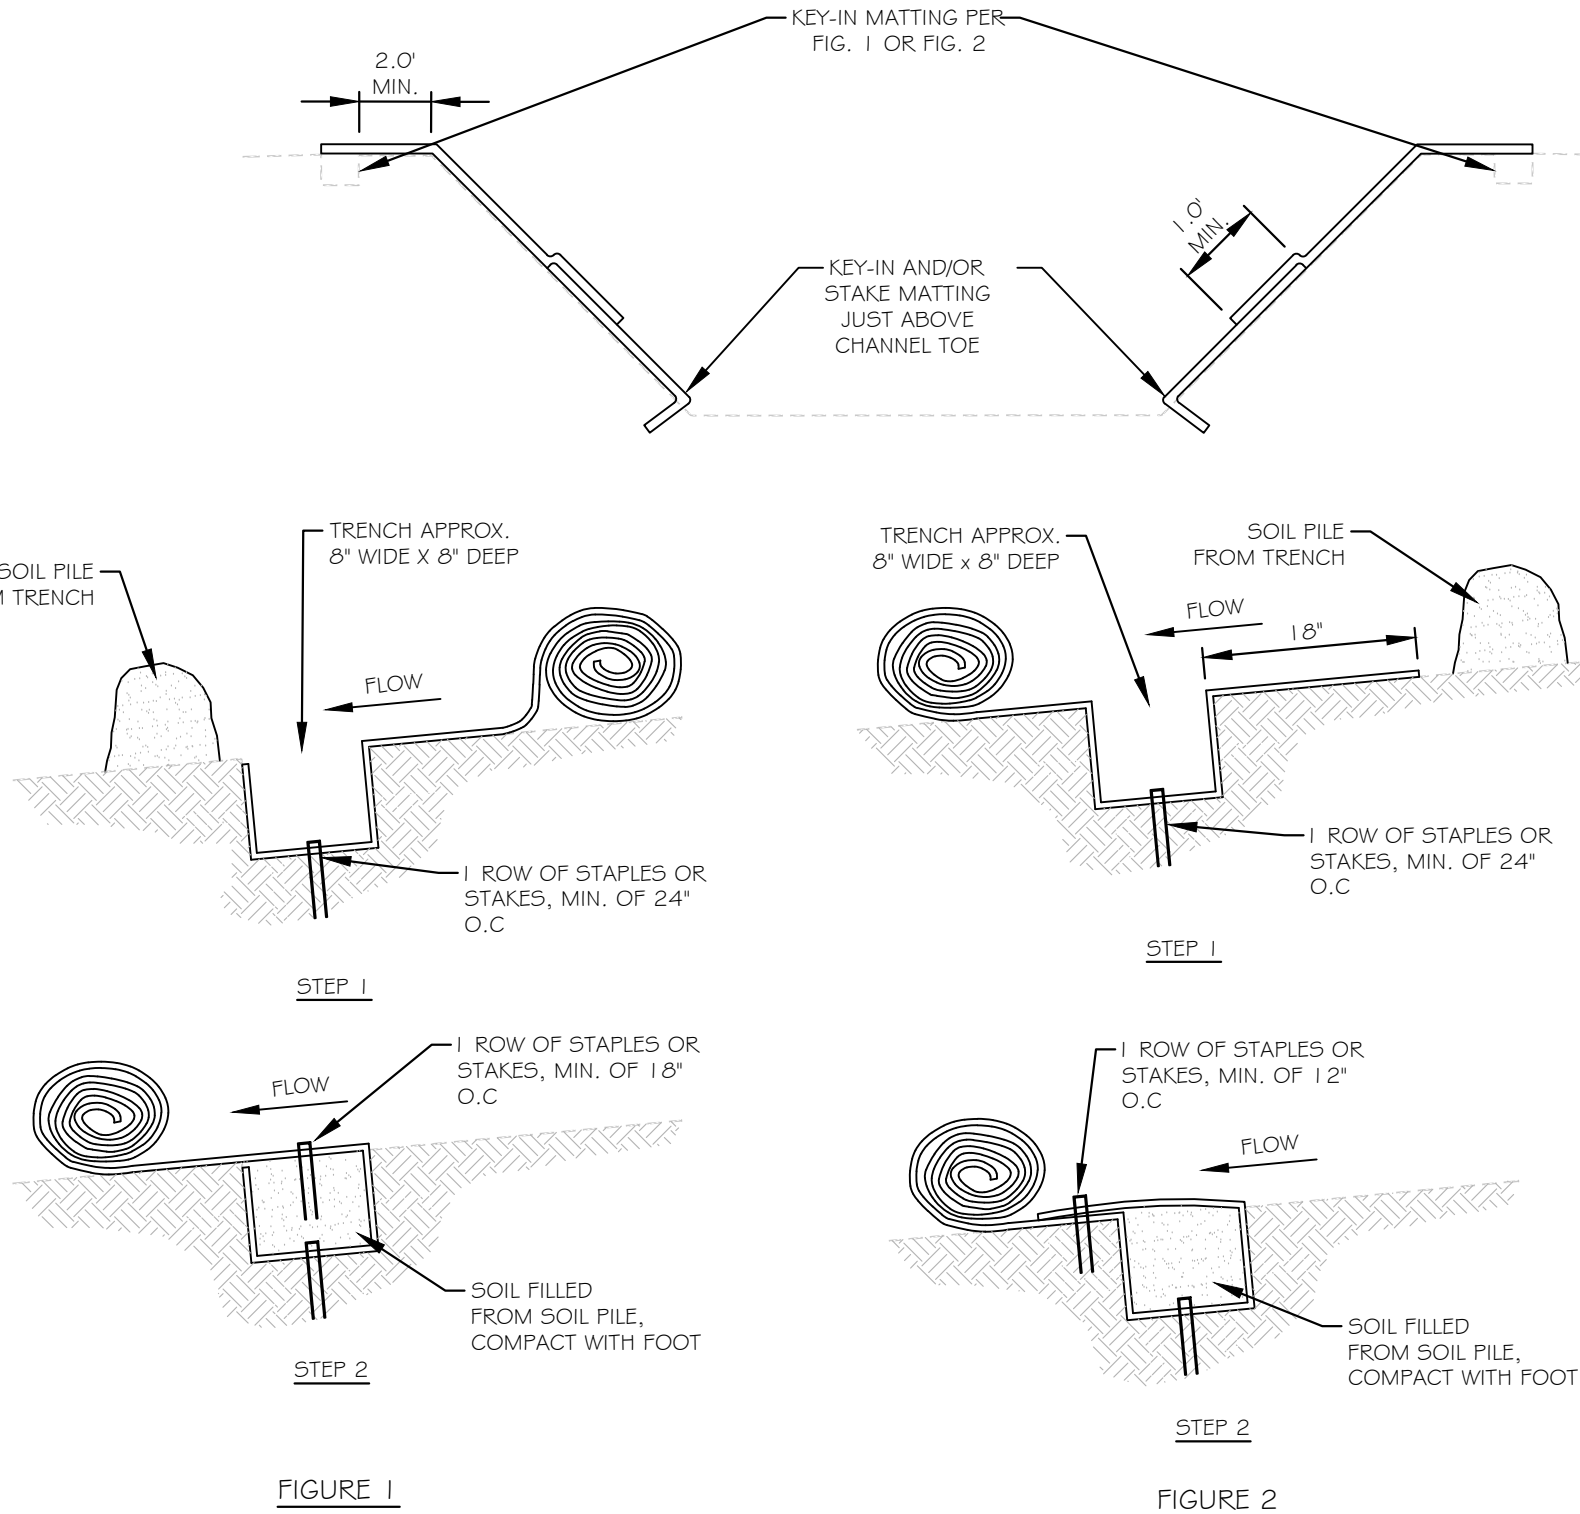 KEY-IN MATTING PER
FIG. 1 OR FIG. 2
2.0'
MIN.
1.0'
MIN.
KEY-IN AND/OR
STAKE MATTING
JUST ABOVE
CHANNEL TOE
TRENCH APPROX.
8" WIDE X 8" DEEP
SOIL PILE
TRENCH
FLOW
1 ROW OF STAPLES OR
STAKES, MIN. OF 24"
O.C
STEP 1
1 ROW OF STAPLES OR
STAKES, MIN. OF 18"
O.C
FLOW
SOIL FILLED
FROM SOIL PILE,
COMPACT WITH FOOT
STEP 2
FIGURE 1
TRENCH APPROX.
8" WIDE x 8" DEEP
SOIL PILE
FROM TRENCH
FLOW
18"
1 ROW OF STAPLES OR
STAKES, MIN. OF 24"
O.C
STEP 1
1 ROW OF STAPLES OR
STAKES, MIN. OF 12"
O.C
FLOW
SOIL FILLED
FROM SOIL PILE,
COMPACT WITH FOOT
STEP 2
FIGURE 2